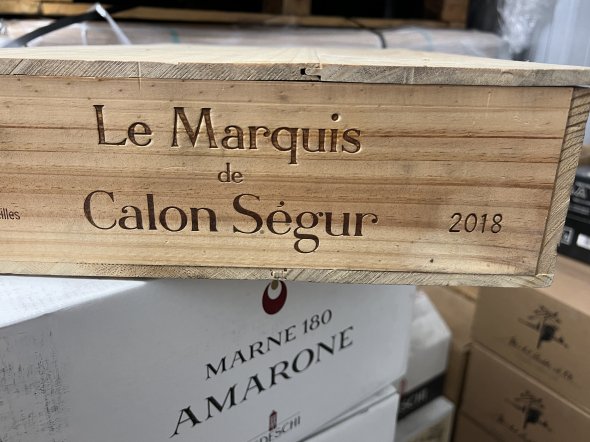 Le Marquis
de
Calon Ségur
2018
MARNE 180
AMARONE